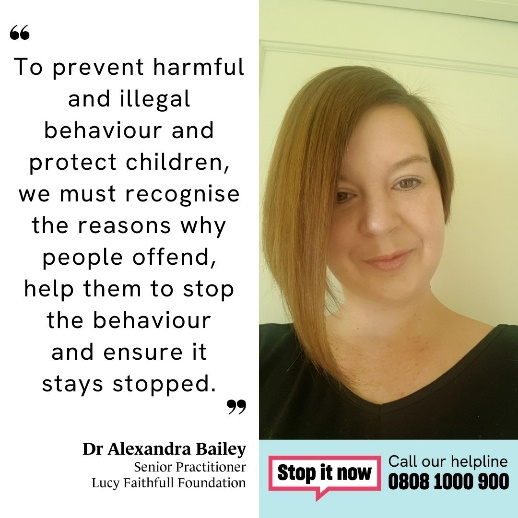 ❝
To prevent harmful
and illegal
behaviour and
protect children,
we must recognise
the reasons why
people offend,
help them to stop
the behaviour
and ensure it
stays stopped.
❞
Dr Alexandra Bailey
Senior Practitioner
Lucy Faithfull Foundation
Stop it now
Call our helpline
0808 1000 900